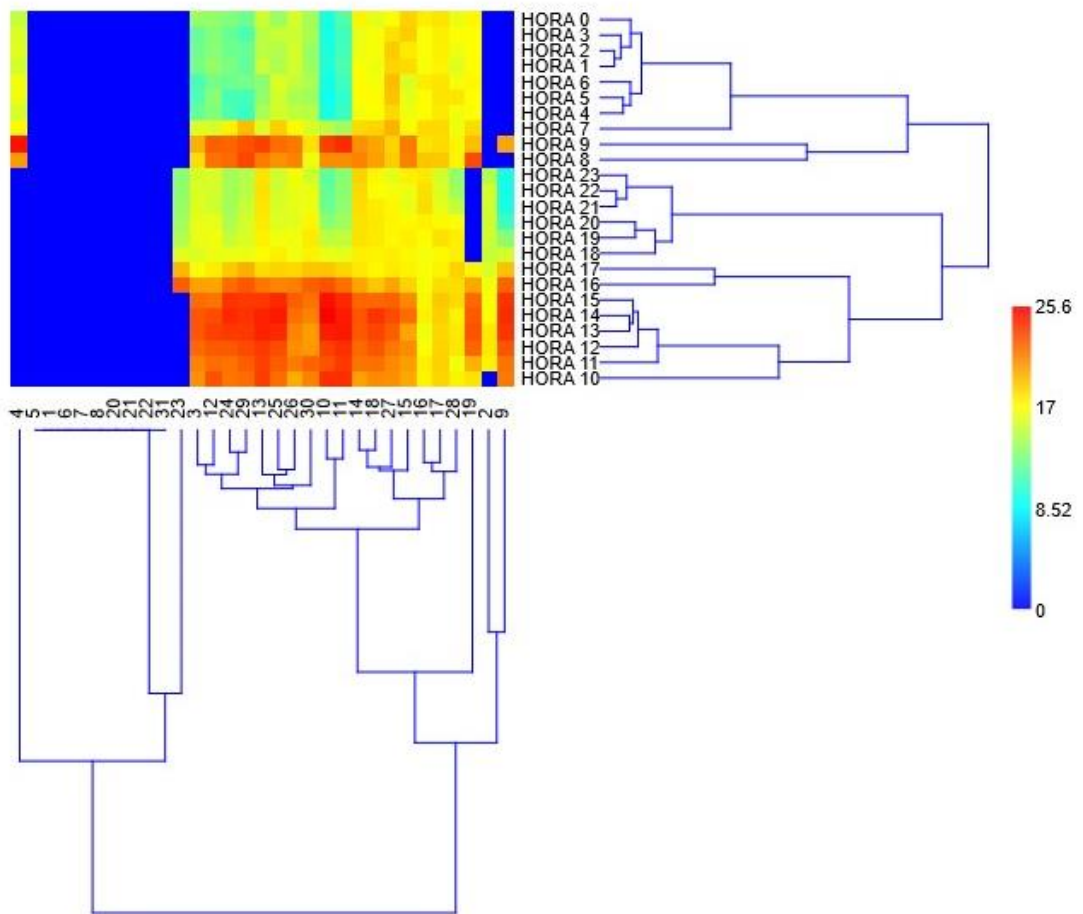 HORA 0
HORA 3
HORA 2
HORA 1
HORA 6
HORA 5
HORA 4
HORA 7
HORA 9
HORA 8
HORA 23
HORA 22
HORA 21
HORA 20
HORA 19
HORA 18
HORA 17
HORA 16
HORA 15
HORA 14
HORA 13
HORA 12
HORA 11
HORA 10
25.6
17
8.52
0
4 5 1 6 7 8 20 21 22 31 23 3 12 24 29 13 25 26 30 10 11 14 18 27 15 16 17 28 19 2 9